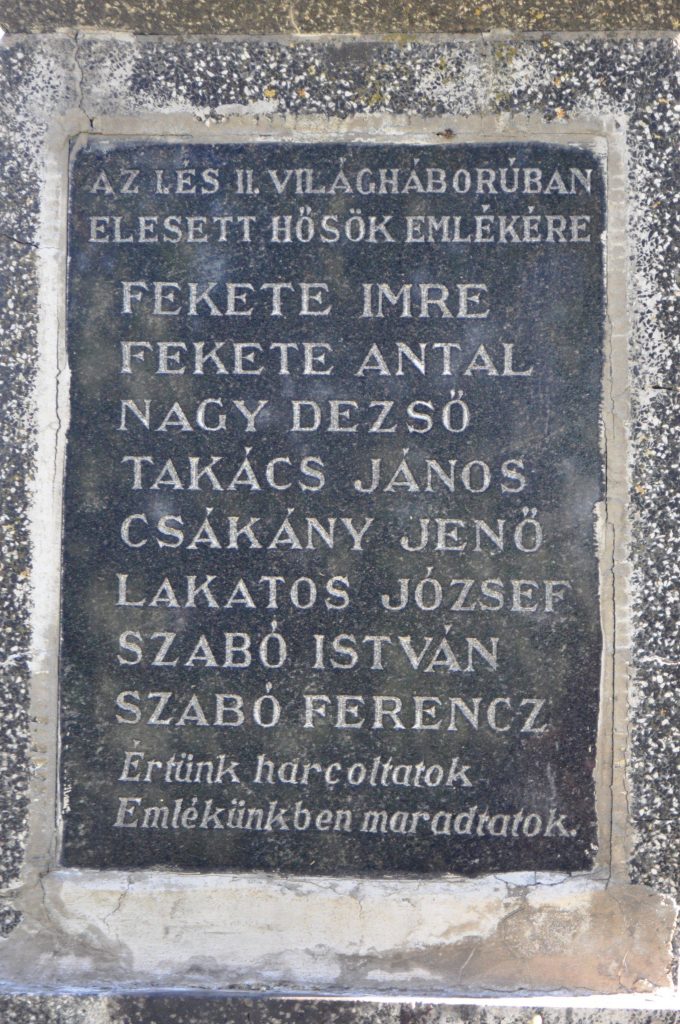 AZ I. ÉS II. VILÁGHÁBORÚBAN
ELESETT HŐSÖK EMLÉKÉRE
FEKETE IMRE
FEKETE ANTAL
NAGY DEZSŐ
TAKÁCS JÁNOS
CSÁKÁNY JENŐ
LAKATOS JÓZSEF
SZABÓ ISTVÁN
SZABÓ FERENCZ
Értünk harcoltatok
Emlékünkben maradtatok.